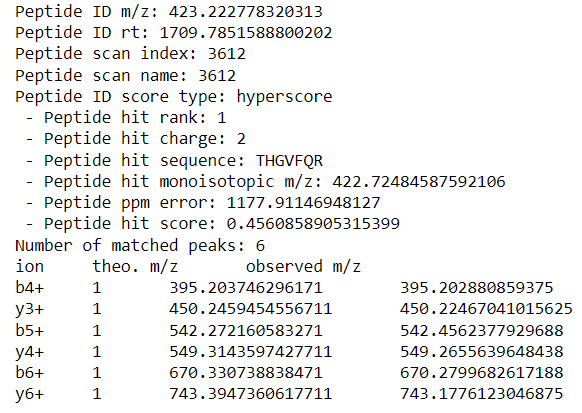 Peptide ID m/z: 423.222778320313
Peptide ID rt: 1709.7851588800202
Peptide scan index: 3612
Peptide scan name: 3612
Peptide ID score type: hyperscore
- Peptide hit rank: 1
- Peptide hit charge: 2
- Peptide hit sequence: THGVFQR
- Peptide hit monoisotopic m/z: 422.72484587592106
- Peptide ppm error: 1177.91146948127
- Peptide hit score: 0.4560858905315399
Number of matched peaks: 6
ion theo. m/z observed m/z
b4+ 1 395.203746296171 395.202880859375
y3+ 1 450.2459454556711 450.22467041015625
b5+ 1 542.272160583271 542.4562377929688
y4+ 1 549.3143597427711 549.2655639648438
b6+ 1 670.330738838471 670.2799682617188
y6+ 1 743.3947360617711 743.1776123046875